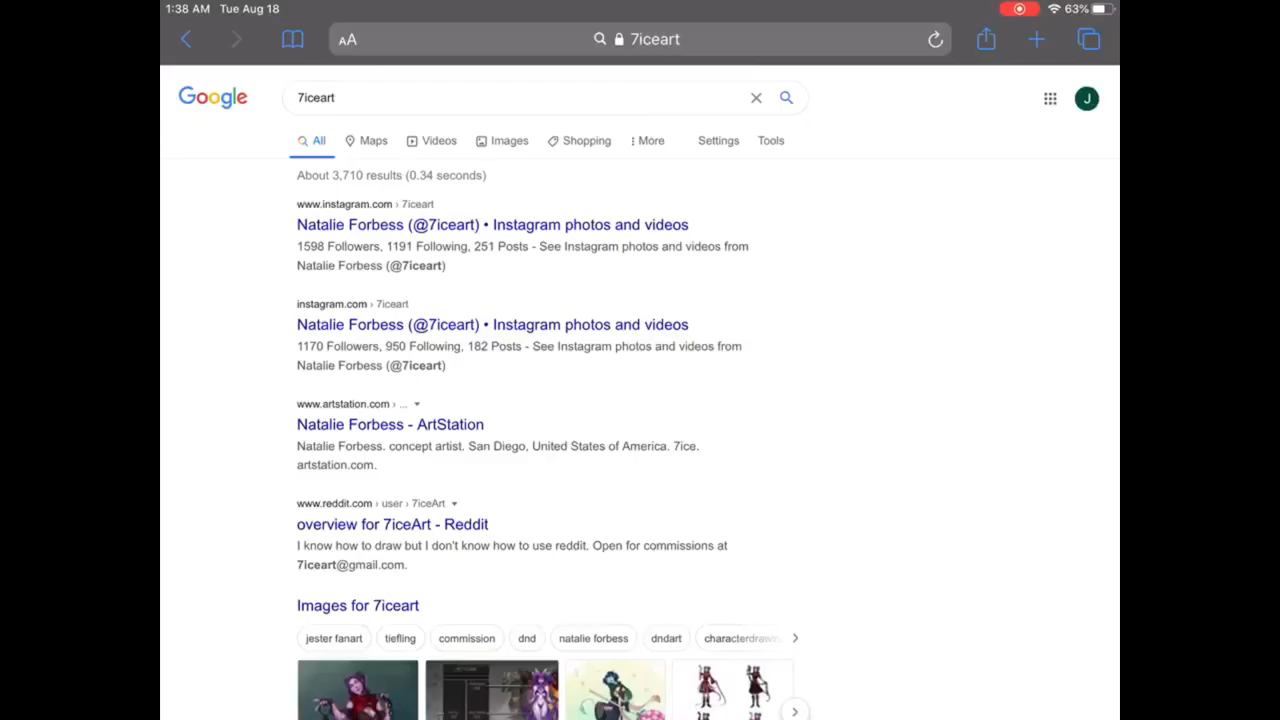 1:38 AM Tue Aug 18
63%
AA
7iceart
Google
7iceart
J
All Maps Videos Images Shopping More Settings Tools
About 3,710 results (0.34 seconds)
www.instagram.com › 7iceart
Natalie Forbess (@7iceart) • Instagram photos and videos
1598 Followers, 1191 Following, 251 Posts - See Instagram photos and videos from
Natalie Forbess (@7iceart)
instagram.com › 7iceart
Natalie Forbess (@7iceart) • Instagram photos and videos
1170 Followers, 950 Following, 182 Posts - See Instagram photos and videos from
Natalie Forbess (@7iceart)
www.artstation.com › ...
Natalie Forbess - ArtStation
Natalie Forbess. concept artist. San Diego, United States of America. 7ice.
artstation.com.
www.reddit.com › user › 7iceArt
overview for 7iceArt - Reddit
I know how to draw but I don't know how to use reddit. Open for commissions at
7iceart@gmail.com.
Images for 7iceart
jester fanart tiefling commission dnd natalie forbess dndart